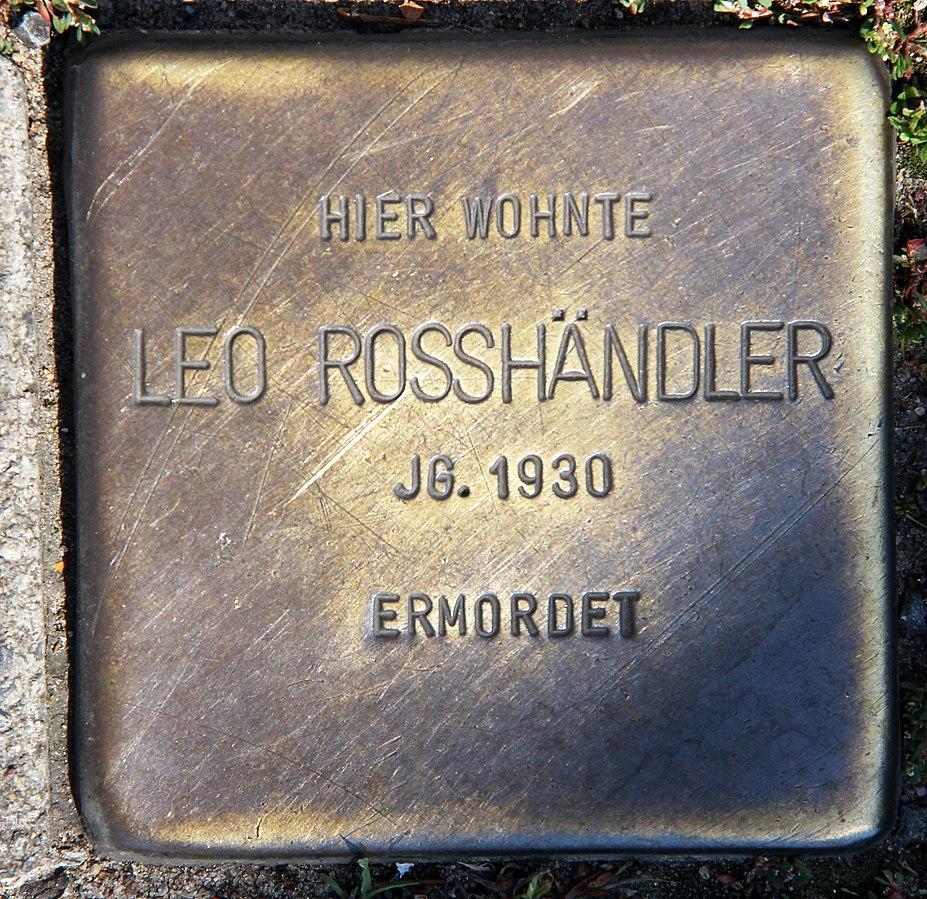 HIER WOHNTE
LEO ROSSHÄNDLER
JG. 1930
ERMORDET